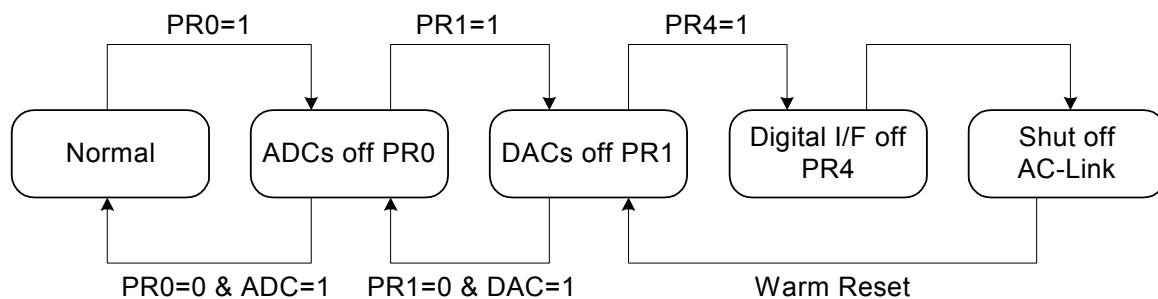 PR0=1
PR1=1
PR4=1
Normal
ADCs off PR0
DACs off PR1
Digital I/F off
PR4
Shut off
AC-Link
PR0=0 & ADC=1
PR1=0 & DAC=1
Warm Reset